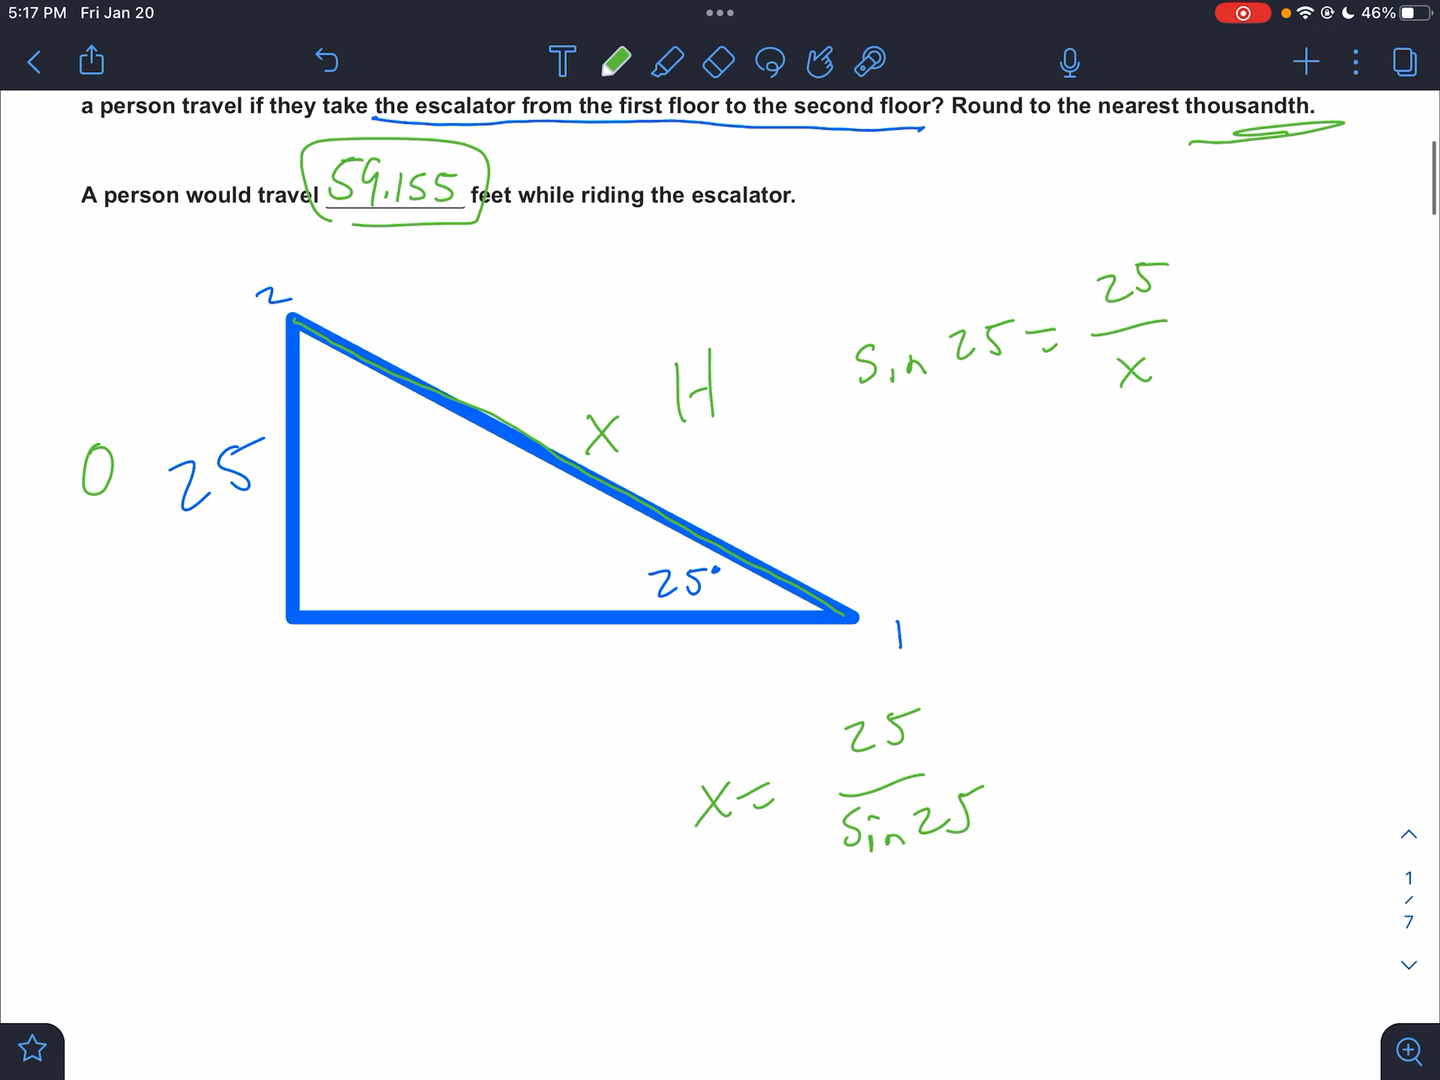 5:17 PM Fri Jan 20
46%
T
a person travel if they take the escalator from the first floor to the second floor? Round to the nearest thousandth.
A person would travel 59.155 feet while riding the escalator.
2
25
sin 25 = 
x
H
x
O 25
25°
1
25
x = 
sin 25
1
/
7